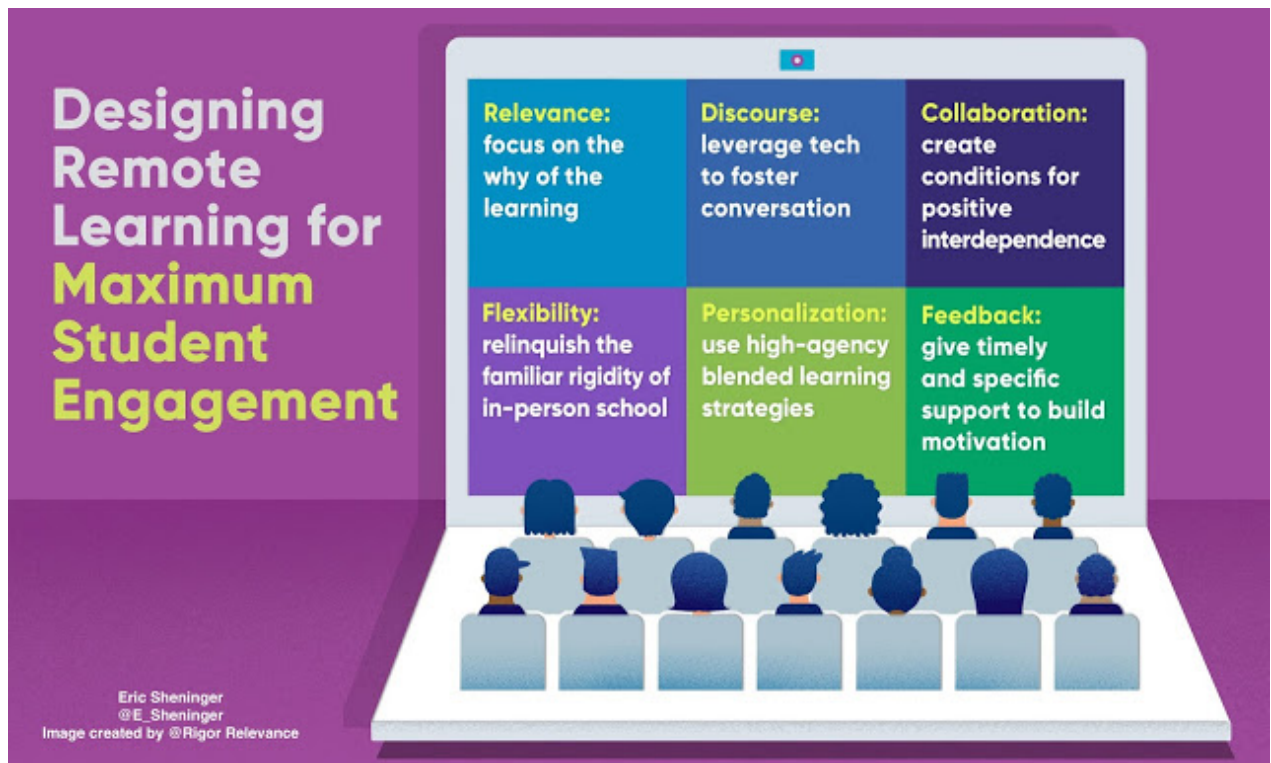 Designing
Remote
Learning for
Maximum
Student
Engagement
Relevance:
focus on the
why of the
learning
Discourse:
leverage tech
to foster
conversation
Collaboration:
create
conditions for
positive
interdependence
Flexibility:
relinquish the
familiar rigidity of
in-person school
Personalization:
use high-agency
blended learning
strategies
Feedback:
give timely
and specific
support to build
motivation
Eric Sheninger
@E_Sheninger
Image created by @Rigor Relevance